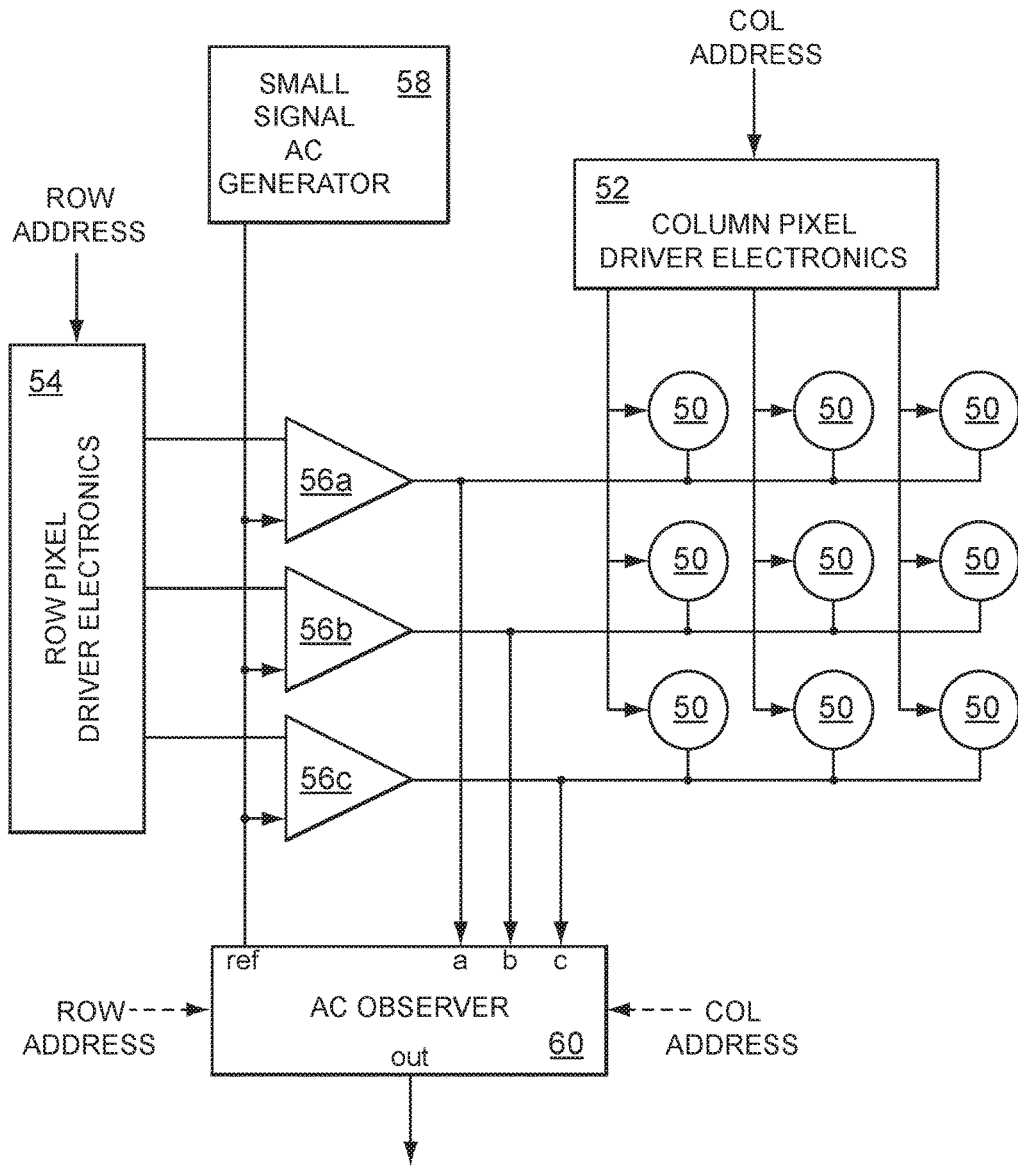 COL
ADDRESS
SMALL
SIGNAL
AC
GENERATOR
58
ROW
ADDRESS
52
COLUMN PIXEL
DRIVER ELECTRONICS
54
ROW PIXEL
DRIVER ELECTRONICS
50 50 50
56a
50 50 50
56b
50 50 50
56c
ref a b c
AC OBSERVER
ROW
ADDRESS
COL
ADDRESS
60
out